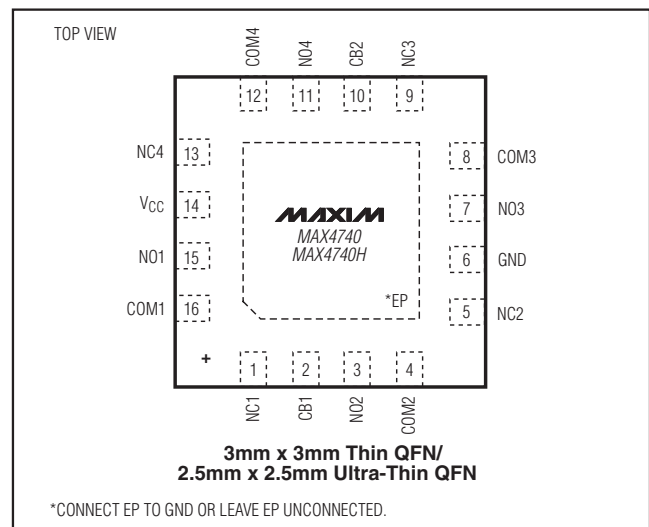 TOP VIEW
COM4
NO4
CB2
NC3
12
11
10
9
NC4 13
8 COM3
VCC 14
7 NO3
NO1 15
6 GND
COM1 16
5 NC2
MAXIM
MAX4740
MAX4740H
*EP
+
1
2
3
4
NC1
CB1
NO2
COM2
3mm x 3mm Thin QFN/
2.5mm x 2.5mm Ultra-Thin QFN
*CONNECT EP TO GND OR LEAVE EP UNCONNECTED.